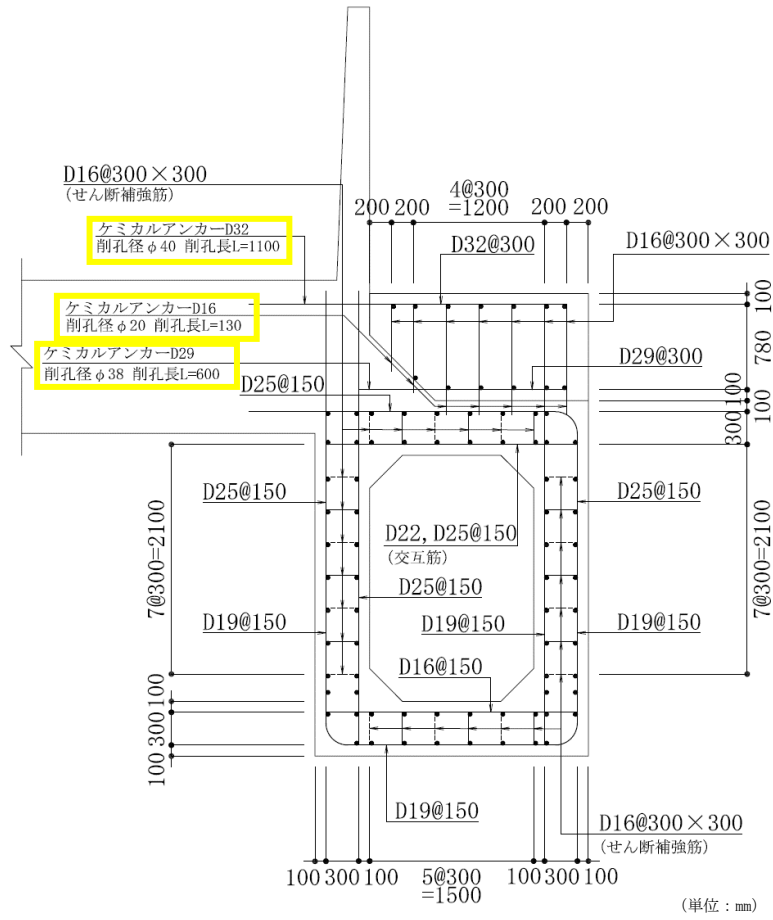 D16@300×300
(せん断補強筋)
4@300
=1200
200
200
200
200
ケミカルアンカーD32
削孔径φ40 削孔長L=1100
D32@300
D16@300×300
ケミカルアンカーD16
削孔径φ20 削孔長L=130
ケミカルアンカーD29
削孔径φ38 削孔長L=600
D29@300
D25@150
100
780
100
100
300
D25@150
D25@150
D22, D25@150
(交互筋)
7@300=2100
7@300=2100
D25@150
D19@150
D19@150
D19@150
D16@150
100
300
100
D19@150
D16@300×300
(せん断補強筋)
100
300
100
5@300
=1500
100
300
100
(単位：mm)